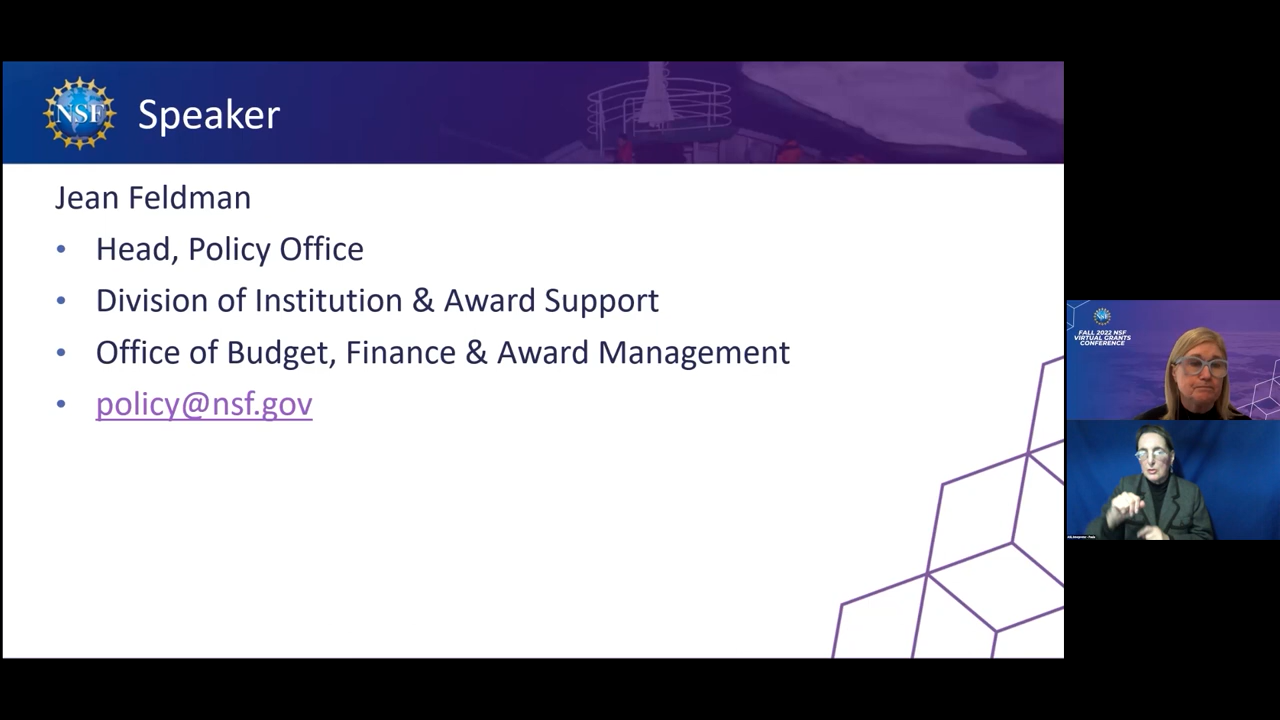 NSF
Speaker
Jean Feldman
• Head, Policy Office
• Division of Institution & Award Support
• Office of Budget, Finance & Award Management
• policy@nsf.gov
FALL 2022 NSF
VIRTUAL GRANTS
CONFERENCE